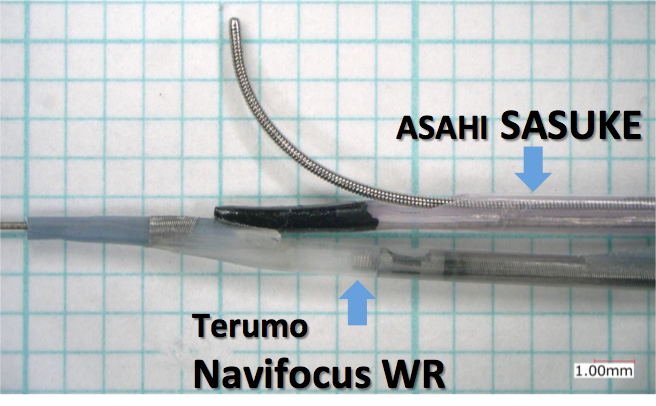 ASAHI SASUKE
Terumo
Navifocus WR
1.00mm